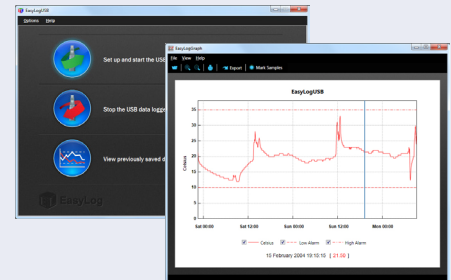 EasyLogUSB
Options Help
Set up and start the USB
Stop the USB data logge
View previously saved d
EasyLog
EasyLogGraph
File View Help
Export Mark Samples
EasyLogUSB
35
30
25
20
15
10
5
0
Celsius
Sat 00:00 Sat 12:00 Sun 00:00 Sun 12:00 Mon 00:00
Celsius Low Alarm High Alarm
15 February 2004 19:15:15 [ 21.50 ]